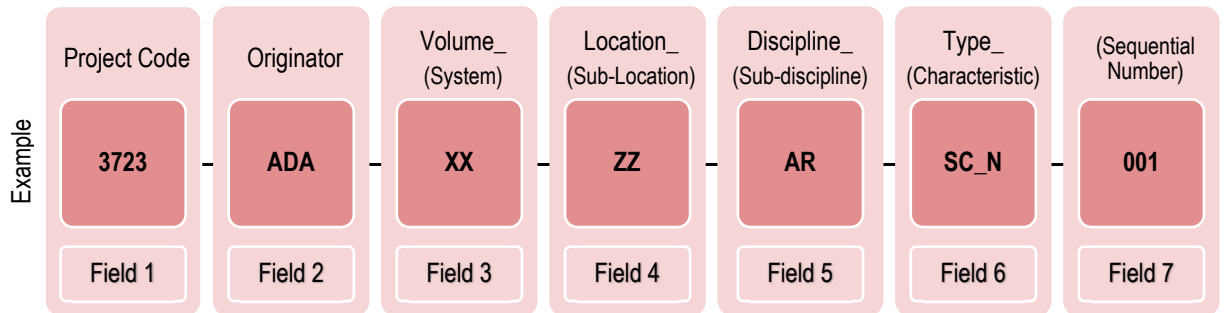 Project Code
Originator
Volume_
(System)
Location_
(Sub-Location)
Discipline_
(Sub-discipline)
Type_
(Characteristic)
(Sequential
Number)
Example
3723 – ADA – XX – ZZ – AR – SC_N – 001
Field 1 Field 2 Field 3 Field 4 Field 5 Field 6 Field 7